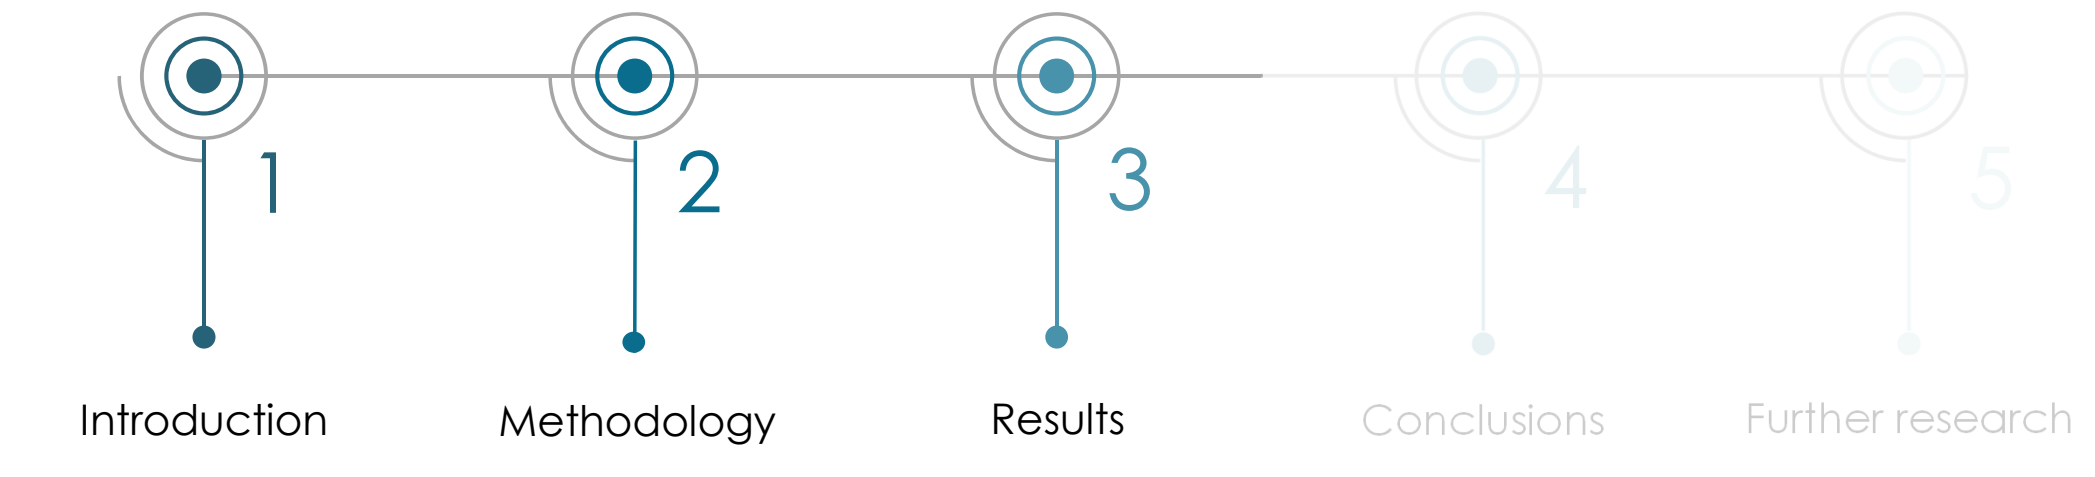 1
2
3
4
5
Introduction
Methodology
Results
Conclusions
Further research